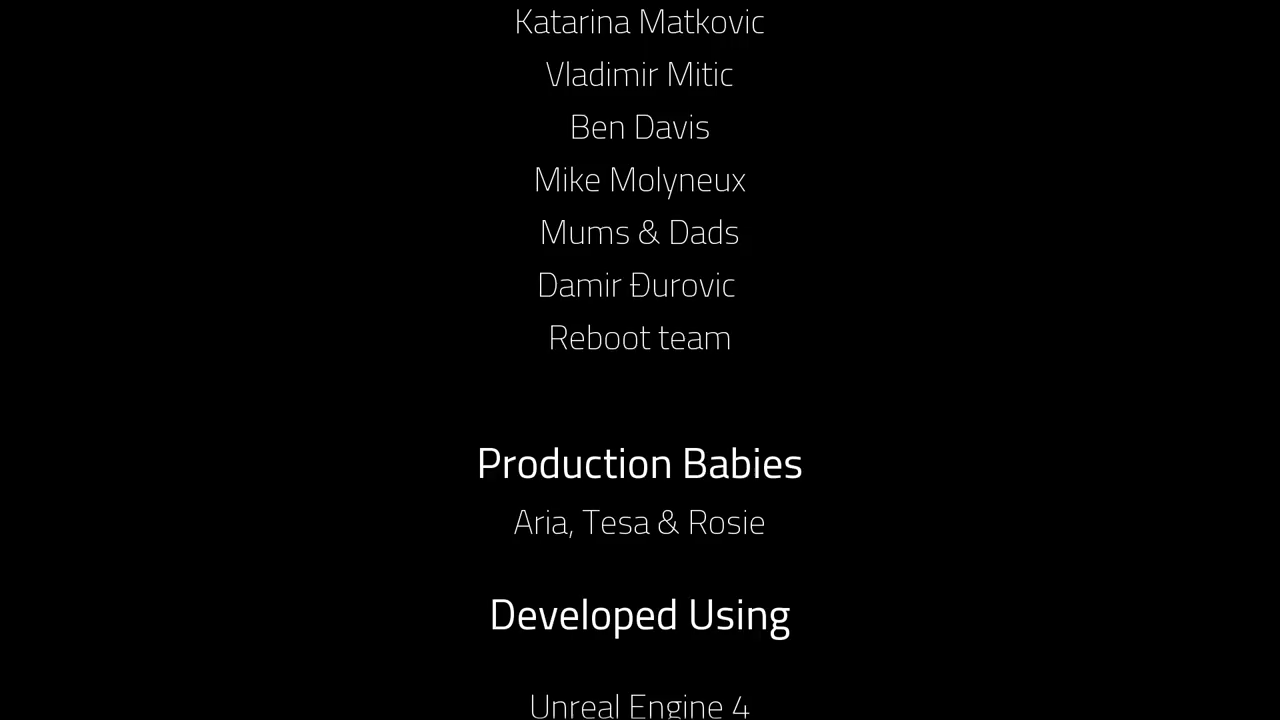 Katarina Matkovic
Vladimir Mitic
Ben Davis
Mike Molyneux
Mums & Dads
Damir Đurovic
Reboot team
Production Babies
Aria, Tesa & Rosie
Developed Using
Unreal Engine 4